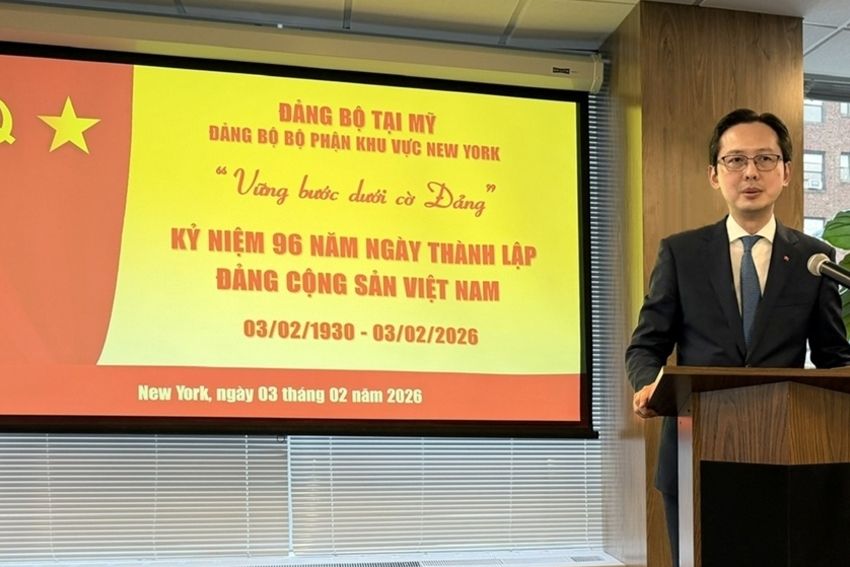 ĐẢNG BỘ TẠI MỸ
ĐẢNG BỘ BỘ PHẬN KHU VỰC NEW YORK
“Vững bước dưới cờ Đảng”
KỶ NIỆM 96 NĂM NGÀY THÀNH LẬP
ĐẢNG CỘNG SẢN VIỆT NAM
03/02/1930 - 03/02/2026
New York, ngày 03 tháng 02 năm 2026